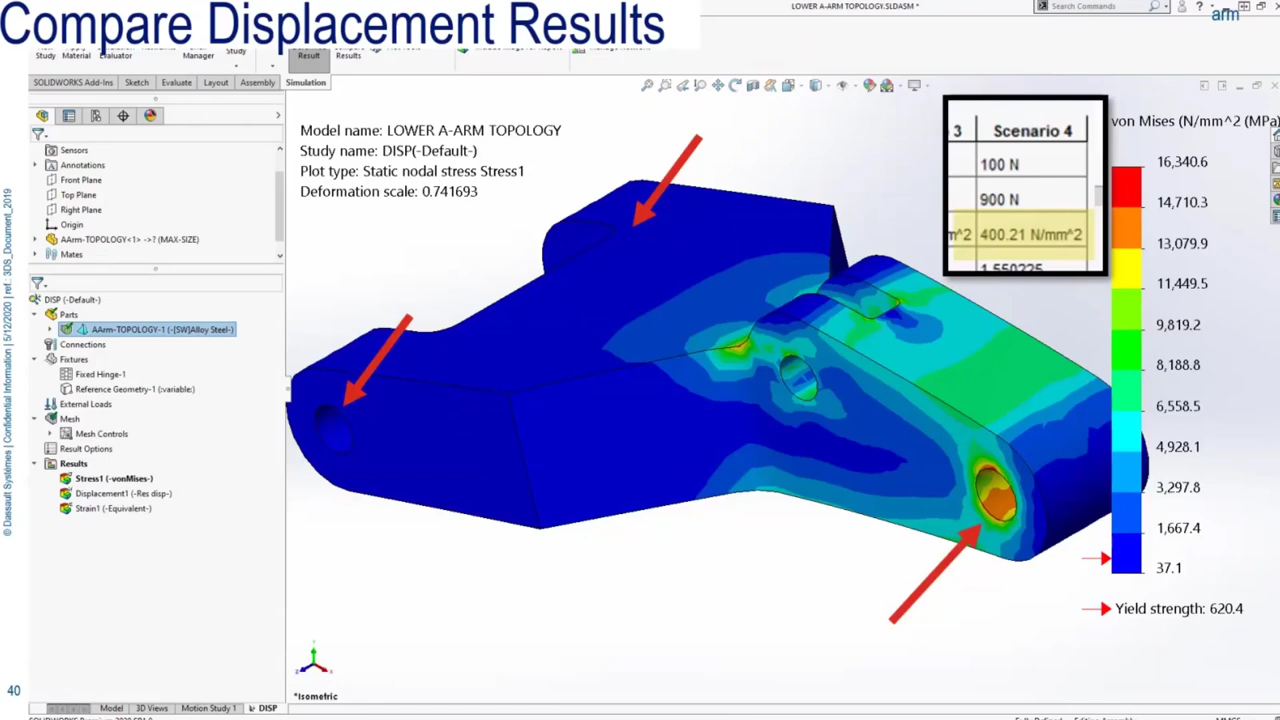 Compare Displacement Results
LOWER A-ARM TOPOLOGY.SLDASM *
Search Commands
arm
Study
Material
Evaluator
Manager
Study
Result
Results
SOLIDWORKS Add-Ins
Sketch
Evaluate
Layout
Assembly
Simulation
Sensors
Annotations
Front Plane
Top Plane
Right Plane
Origin
AArm-TOPOLOGY<1> ->? (MAX-SIZE)
Mates
DISP (-Default-)
Parts
AArm-TOPOLOGY-1 (-[SW]Alloy Steel-)
Connections
Fixtures
Fixed Hinge-1
Reference Geometry-1 (:variable:)
External Loads
Mesh
Mesh Controls
Result Options
Results
Stress1 (-vonMises-)
Displacement1 (-Res disp-)
Strain1 (-Equivalent-)
Model name: LOWER A-ARM TOPOLOGY
Study name: DISP(-Default-)
Plot type: Static nodal stress Stress1
Deformation scale: 0.741693
3 Scenario 4
100 N
900 N
m^2 400.21 N/mm^2
1.550225
von Mises (N/mm^2 (MPa)
16,340.6
14,710.3
13,079.9
11,449.5
9,819.2
8,188.8
6,558.5
4,928.1
3,297.8
1,667.4
37.1
Yield strength: 620.4
*Isometric
Model
3D Views
Motion Study 1
DISP
40
© Dassault Systèmes | Confidential Information | 5/12/2020 | ref.: 3DS_Document_2019